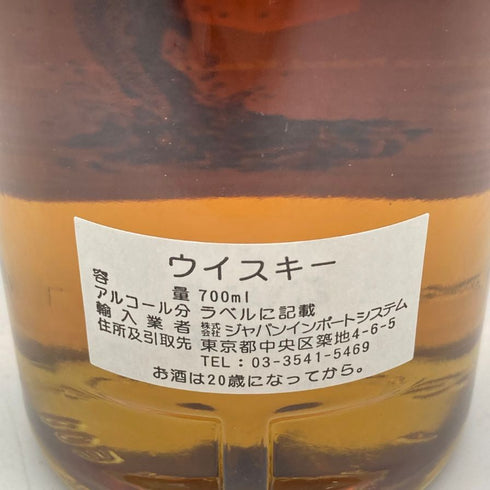 ウイスキー
容量 700ml
アルコール分 ラベルに記載
輸入業者 株式会社 ジャパンインポートシステム
住所及引取先 東京都中央区築地4-6-5
TEL：03-3541-5469
お酒は20歳になってから。